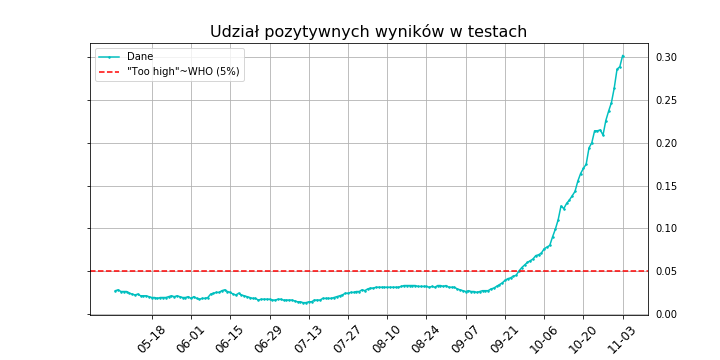 Udział pozytywnych wyników w testach
Dane
"Too high"~WHO (5%)
0.30
0.25
0.20
0.15
0.10
0.05
0.00
05-18 06-01 06-15 06-29 07-13 07-27 08-10 08-24 09-07 09-21 10-06 10-20 11-03